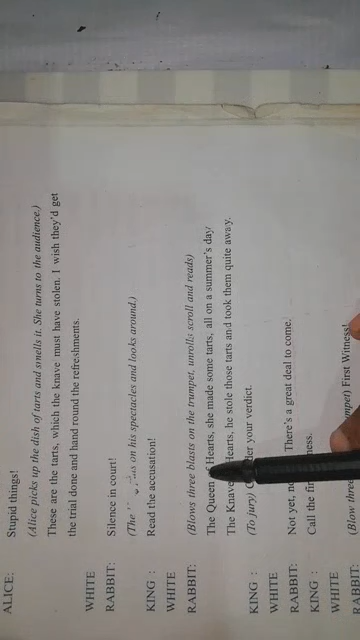 ALICE: Stupid things!
(Alice picks up the dish of tarts and smells it. She turns to the audience.)
These are the tarts, which the knave must have stolen. I wish they'd get
the trial done and hand round the refreshments.
WHITE
RABBIT: Silence in court!
(The on his spectacles and looks around.)
KING : Read the accusation!
WHITE
RABBIT: (Blows three blasts on the trumpet, unrolls scroll and reads)
The Queen of Hearts, she made some tarts, all on a summer's day
The Knave Hearts, he stole those tarts and took them quite away.
KING : (To jury) your verdict.
WHITE
RABBIT: Not yet, There's a great deal to come.
KING : Call the
WHITE
RABBIT: (Blow First Witness!